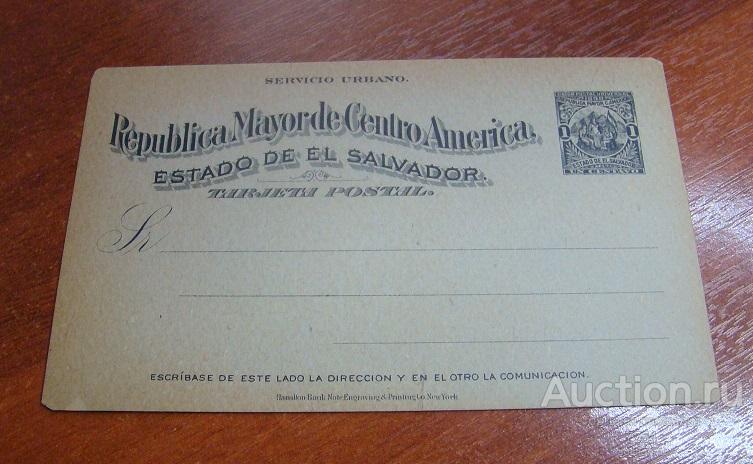 SERVICIO URBANO.
Republica Mayor de Centro America,
ESTADO DE EL SALVADOR.
TARJETA POSTAL.
1 1
ESTADO DE EL SALVADOR
UN CENTAVO
Sr
ESCRÍBASE DE ESTE LADO LA DIRECCION Y EN EL OTRO LA COMUNICACION.
Hamilton Bank Note Engraving & Printing Co. New York
Auction.ru